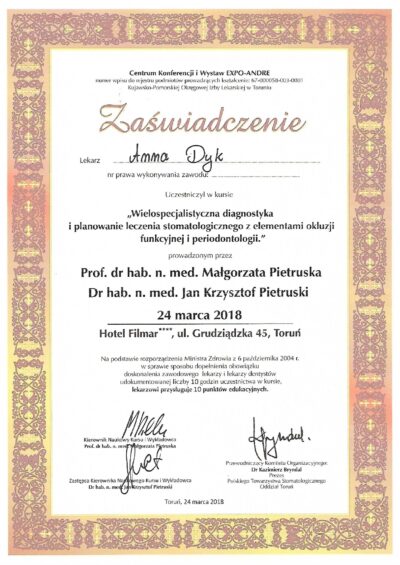 Centrum Konferencji i Wystaw EXPO-ANDRE
numer wpisu do rejestru podmiotów prowadzących kształcenie: 67-000058-003-0001
Kujawsko-Pomorskiej Okręgowej Izby Lekarskiej w Toruniu
Zaświadczenie
Lekarz Anna Dyk
nr prawa wykonywania zawodu:
Uczestniczył w kursie
„Wielospecjalistyczna diagnostyka
i planowanie leczenia stomatologicznego z elementami okluzji
funkcyjnej i periodontologii.”
prowadzonym przez
Prof. dr hab. n. med. Małgorzata Pietruska
Dr hab. n. med. Jan Krzysztof Pietruski
24 marca 2018
Hotel Filmar****, ul. Grudziądzka 45, Toruń
Na podstawie rozporządzenia Ministra Zdrowia z 6 października 2004 r.
w sprawie sposobu dopełnienia obowiązku
doskonalenia zawodowego lekarzy i lekarzy dentystów
udokumentowanej liczby 10 godzin uczestnictwa w kursie,
lekarzowi przysługuje 10 punktów edukacyjnych.
Kierownik Naukowy Kursu i Wykładowca
Prof. dr hab. n. med. Małgorzata Pietruska
Zastępca Kierownika Naukowego Kursu i Wykładowca
Dr hab. n. med. Jan Krzysztof Pietruski
Przewodniczący Komitetu Organizacyjnego:
Dr Kazimierz Bryndal
Prezes
Polskiego Towarzystwa Stomatologicznego
Oddział Toruń
Toruń, 24 marca 2018